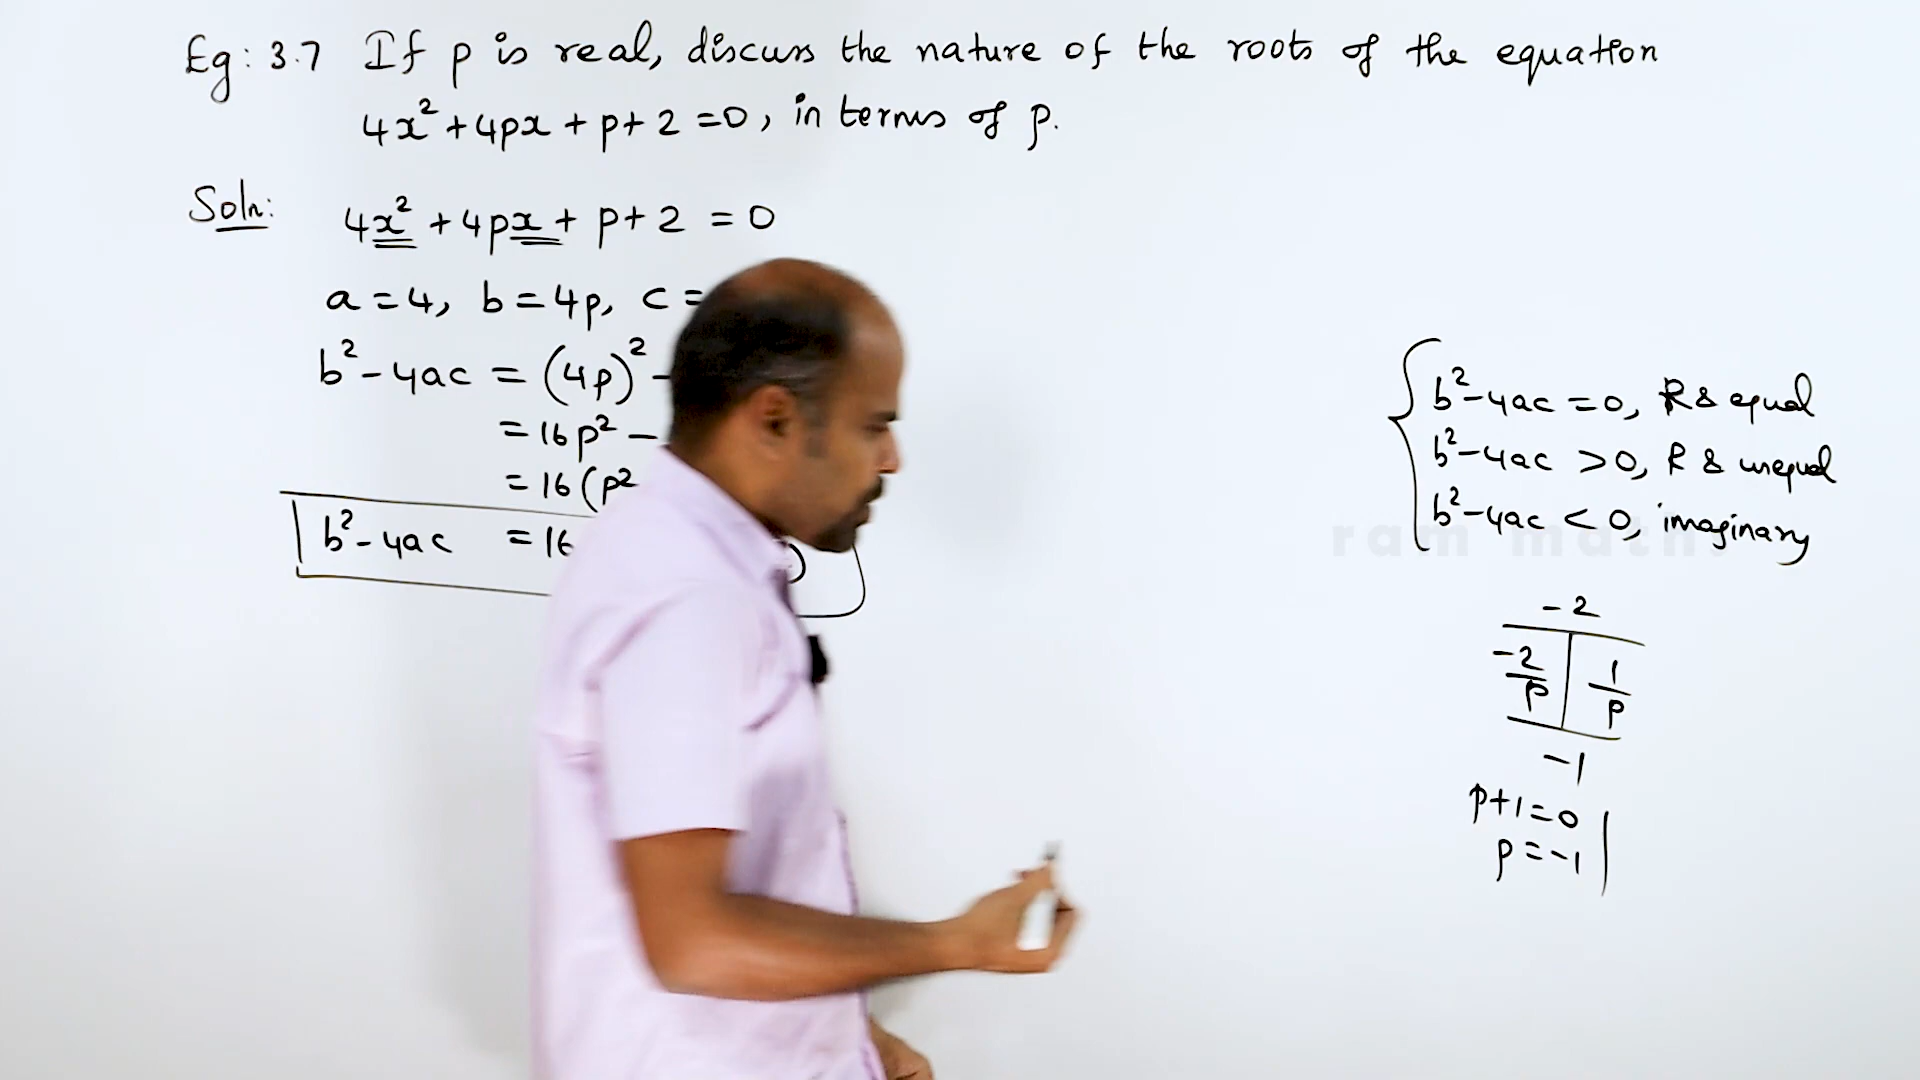 Eg: 3.7 If p is real, discuss the nature of the roots of the equation
4x² + 4px + p + 2 = 0, in terms of p.
Soln: 4x² + 4px + p + 2 = 0
a = 4, b = 4p, c =
b² - 4ac = (4p)² -
= 16p² -
= 16(p²
b² - 4ac = 16 )
b² - 4ac = 0, R & equal
b² - 4ac > 0, R & unequal
b² - 4ac < 0, imaginary
ram maths
-2
-2/p | 1/p
-1
p + 1 = 0
p = -1